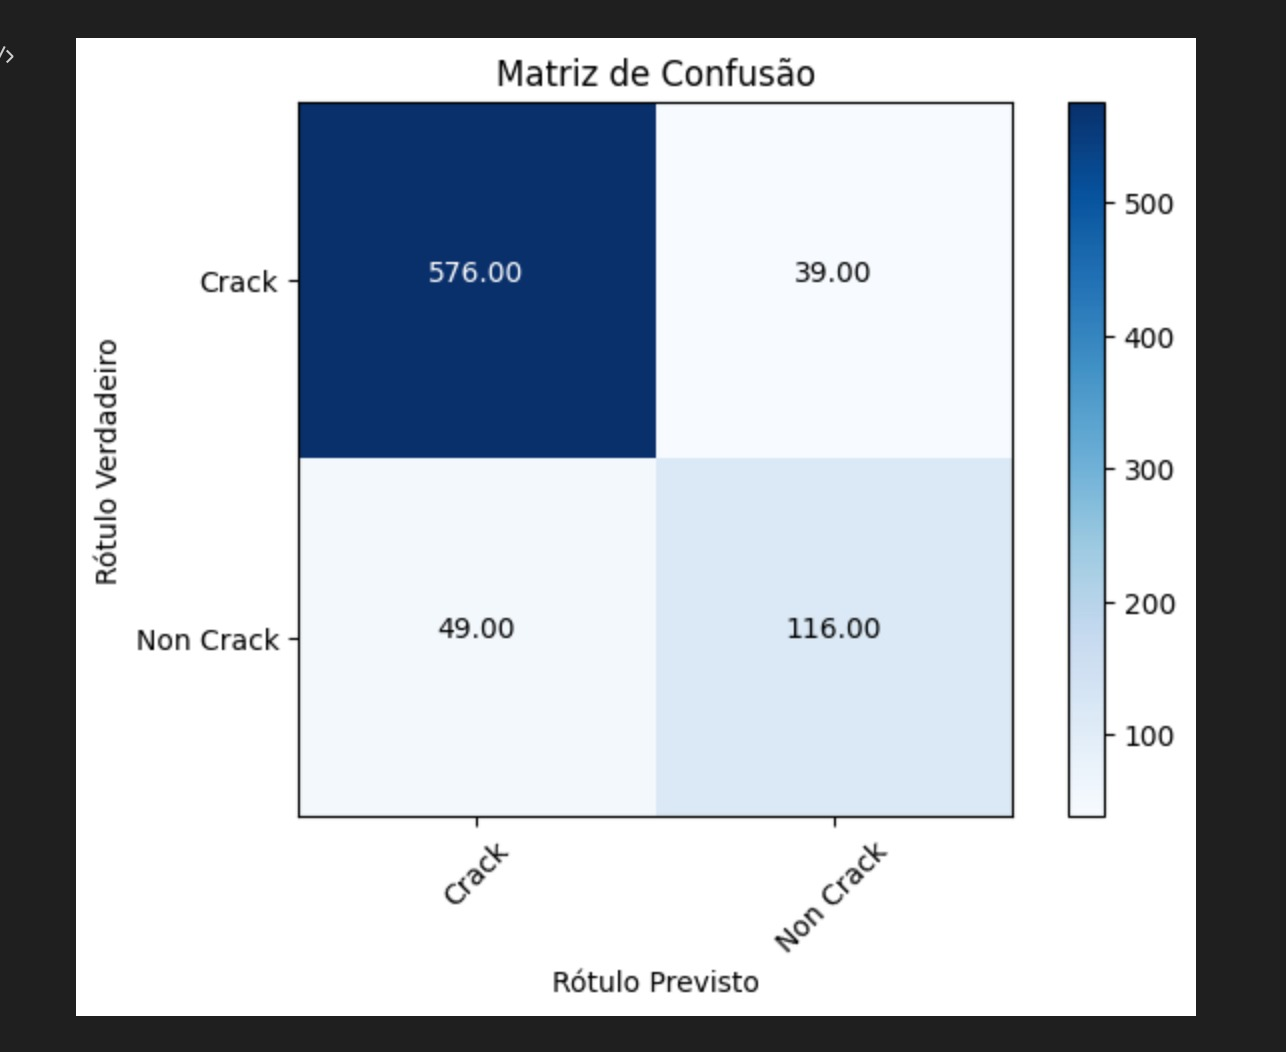 />
Matriz de Confusão
Rótulo Verdadeiro
Crack
576.00
39.00
Non Crack
49.00
116.00
Crack
Non Crack
Rótulo Previsto
500
400
300
200
100